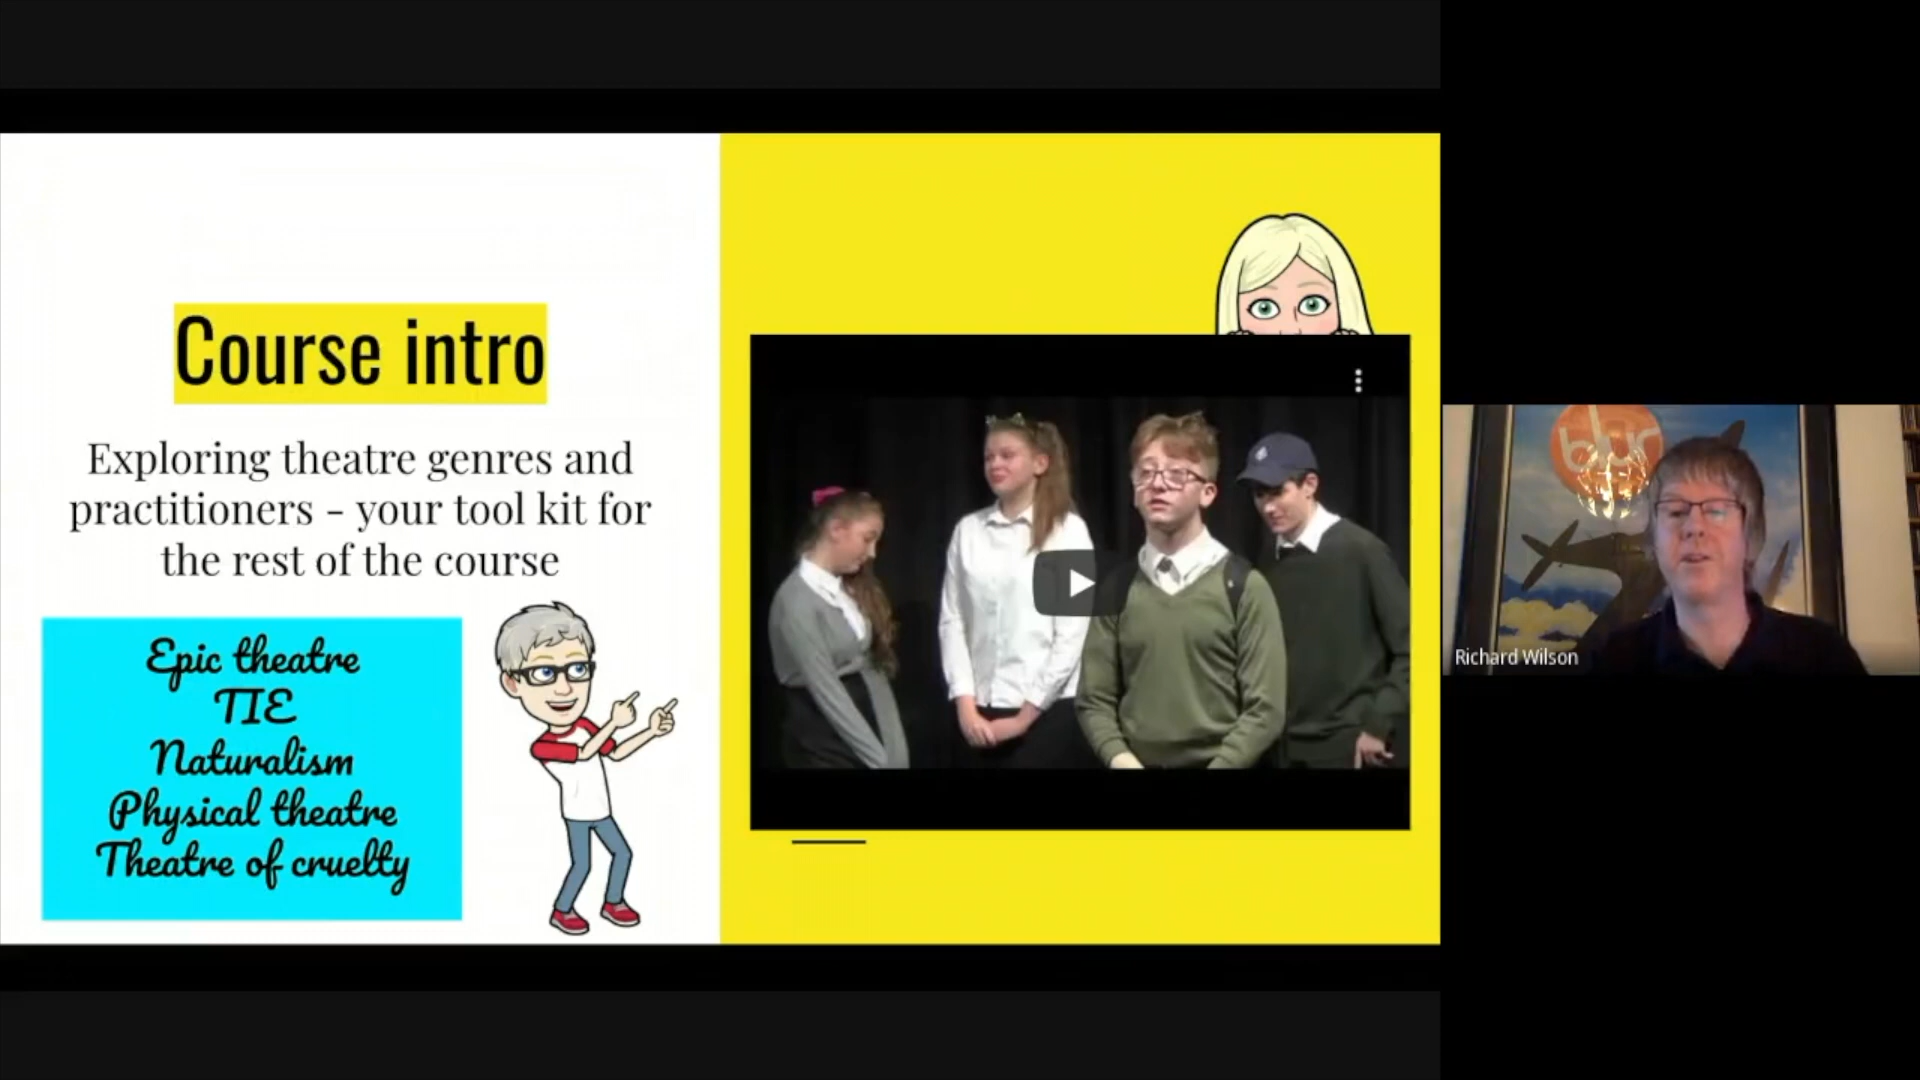 Course intro
Exploring theatre genres and
practitioners - your tool kit for
the rest of the course
Epic theatre
TIE
Naturalism
Physical theatre
Theatre of cruelty
blur
Richard Wilson